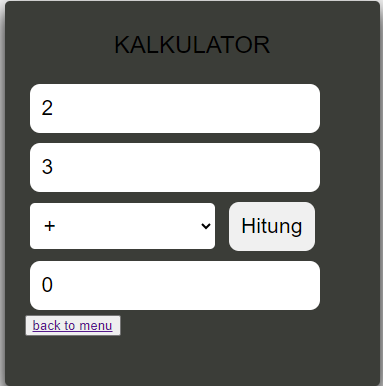 KALKULATOR
2
3
+ Hitung
0
back to menu